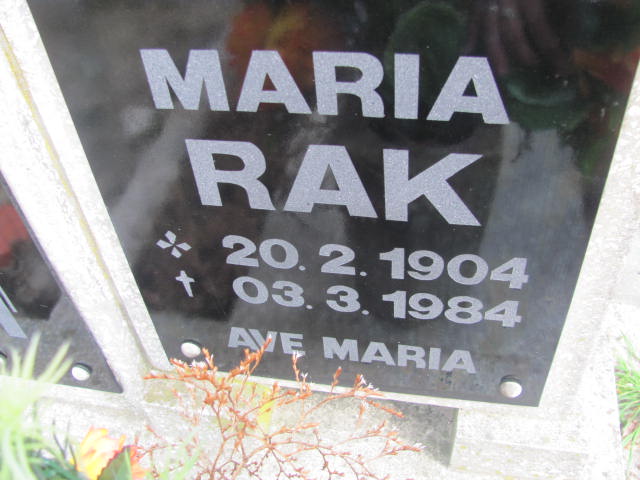 MARIA
RAK
20. 2. 1904
03. 3. 1984
AVE MARIA